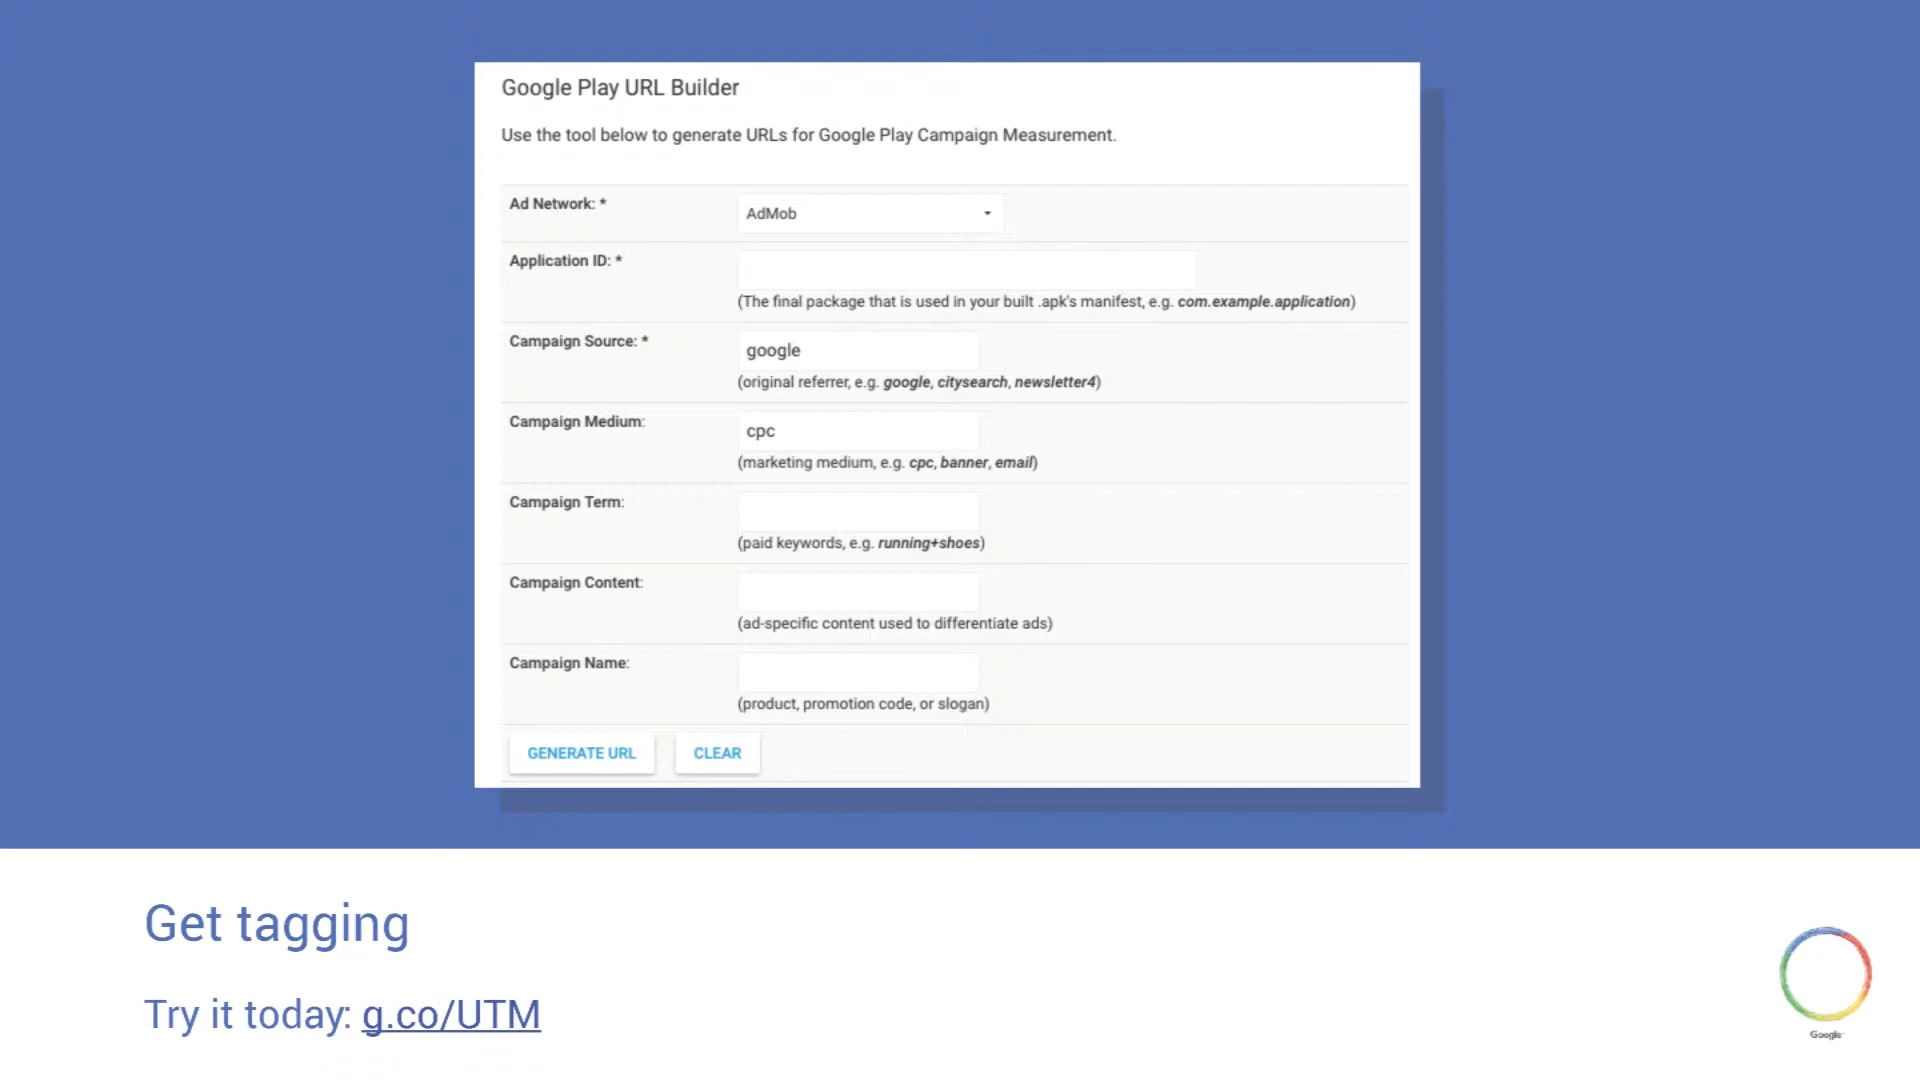 Google Play URL Builder
Use the tool below to generate URLs for Google Play Campaign Measurement.
Ad Network: *
AdMob
Application ID: *
(The final package that is used in your built .apk's manifest, e.g. com.example.application)
Campaign Source: *
google
(original referrer, e.g. google, citysearch, newsletter4)
Campaign Medium:
cpc
(marketing medium, e.g. cpc, banner, email)
Campaign Term:
(paid keywords, e.g. running+shoes)
Campaign Content:
(ad-specific content used to differentiate ads)
Campaign Name:
(product, promotion code, or slogan)
GENERATE URL CLEAR
Get tagging
Try it today: g.co/UTM
Google